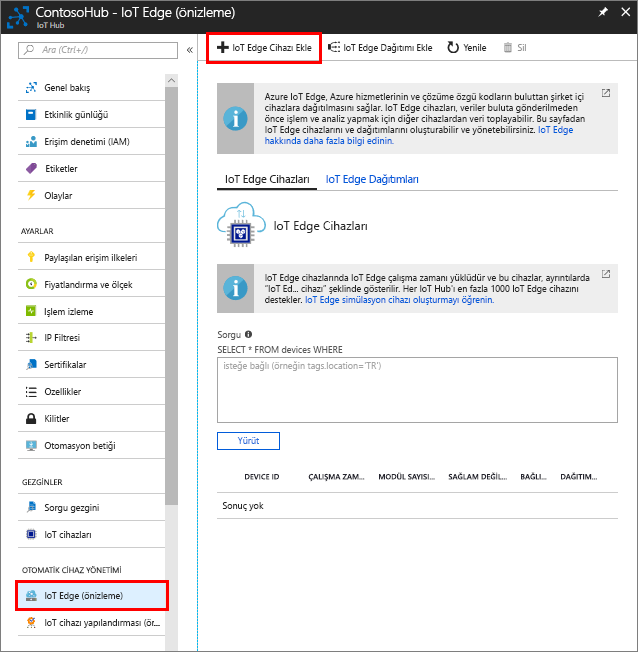 ContosoHub - IoT Edge (önizleme)
IoT Hub
Ara (Ctrl+/)
Genel bakış
Etkinlik günlüğü
Erişim denetimi (IAM)
Etiketler
Olaylar
AYARLAR
Paylaşılan erişim ilkeleri
Fiyatlandırma ve ölçek
İşlem izleme
IP Filtresi
Sertifikalar
Özellikler
Kilitler
Otomasyon betiği
GEZGİNLER
Sorgu gezgini
IoT cihazları
OTOMATİK CİHAZ YÖNETİMİ
IoT Edge (önizleme)
IoT cihazı yapılandırması (ör...
IoT Edge Cihazı Ekle
IoT Edge Dağıtımı Ekle
Yenile
Sil
Azure IoT Edge, Azure hizmetlerinin ve çözüme özgü kodların buluttan şirket içi
cihazlara dağıtılmasını sağlar. IoT Edge cihazları, veriler buluta gönderilmeden
önce işlem ve analiz yapmak için diğer cihazlardan veri toplayabilir. Bu sayfadan
IoT Edge cihazlarını ve dağıtımlarını oluşturabilir ve yönetebilirsiniz. IoT Edge
hakkında daha fazla bilgi edinin.
IoT Edge Cihazları
IoT Edge Dağıtımları
IoT Edge Cihazları
IoT Edge cihazlarında IoT Edge çalışma zamanı yüklüdür ve bu cihazlar, ayrıntılarda
"IoT Ed... cihazı" şeklinde gösterilir. Her IoT Hub'ı en fazla 1000 IoT Edge cihazını
destekler. IoT Edge simülasyon cihazı oluşturmayı öğrenin.
Sorgu
SELECT * FROM devices WHERE
isteğe bağlı (örneğin tags.location='TR')
Yürüt
DEVICE ID ÇALIŞMA ZAM... MODÜL SAYISI... SAĞLAM DEĞİL... BAĞLI... DAĞITIM...
Sonuç yok